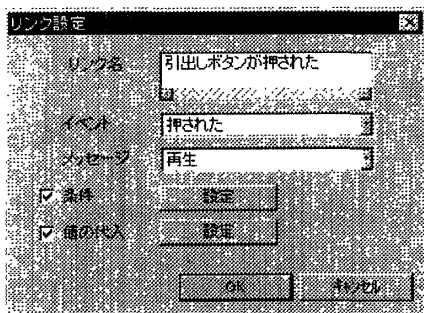 リンク設定
リンク名 引出しボタンが押された
イベント 押された
メッセージ 再生
条件 設定
値の代入 設定
OK キャンセル